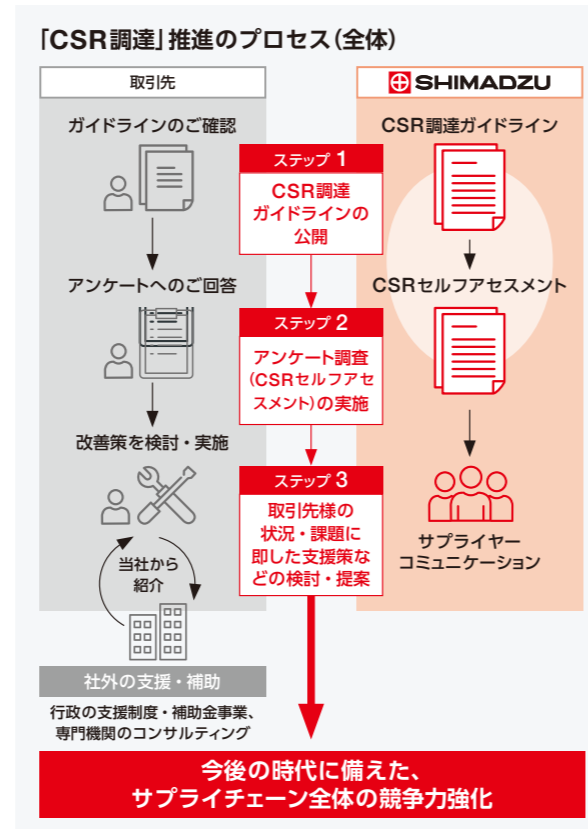 「CSR調達」推進のプロセス(全体)
取引先
ガイドラインのご確認
アンケートへのご回答
改善策を検討・実施
当社から
紹介
社外の支援・補助
行政の支援制度・補助金事業、
専門機関のコンサルティング
ステップ 1
CSR調達
ガイドラインの
公開
ステップ 2
アンケート調査
(CSRセルフアセ
スメント)の実施
ステップ 3
取引先様の
状況・課題に
即した支援策な
どの検討・提案
SHIMADZU
CSR調達ガイドライン
CSRセルフアセスメント
サプライヤー
コミュニケーション
今後の時代に備えた、
サプライチェーン全体の競争力強化